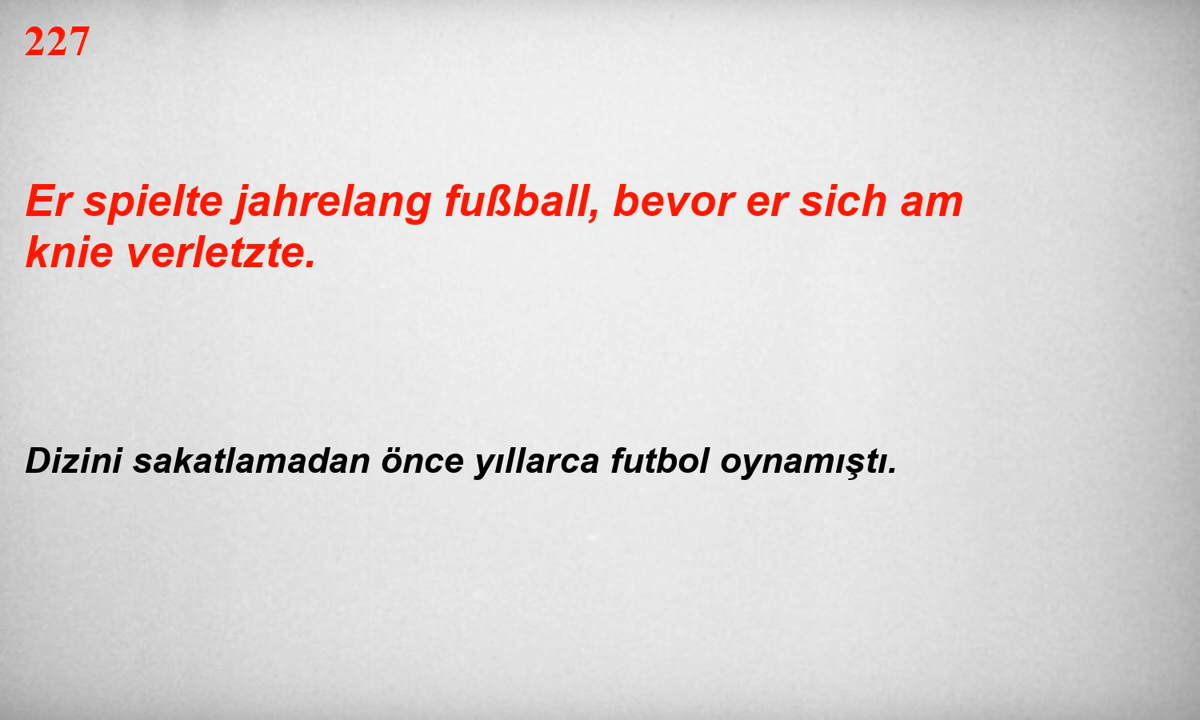 227
Er spielte jahrelang fußball, bevor er sich am
knie verletzte.
Dizini sakatlamadan önce yıllarca futbol oynamıştı.